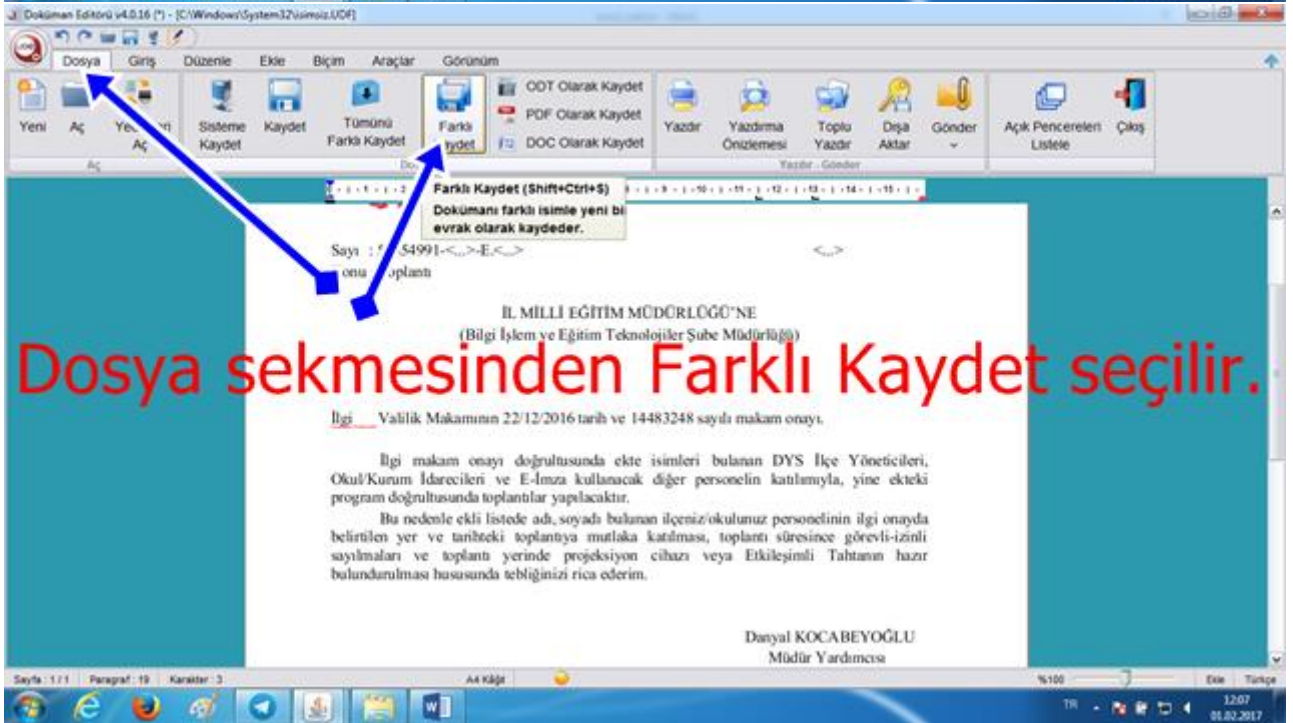 Doküman Editörü v4.0.16 (*) - [C:\Windows\System32\isimsiz.UDF]
Dosya Giriş Düzenle Ekle Biçim Araçlar Görünüm
Yeni Aç Aç Sisteme Kaydet Kaydet Tümünü Farklı Kaydet Farklı Kaydet
ODT Olarak Kaydet
PDF Olarak Kaydet
DOC Olarak Kaydet
Yazdır Yazdırma Önizlemesi Toplu Yazdır Dışa Aktar Gönder Açık Pencereleri Listele Çıkış
Aç Yazdır - Gönder
Farklı Kaydet (Shift+Ctrl+S)
Dokümanı farklı isimle yeni bi
evrak olarak kaydeder.
Sayı : 54991-<...>-E.<...> <...>
İL MİLLİ EĞİTİM MÜDÜRLÜĞÜ'NE
(Bilgi İşlem ve Eğitim Teknolojiler Şube Müdürlüğü)
Dosya sekmesinden Farklı Kaydet seçilir.
İlgi Valilik Makamının 22/12/2016 tarih ve 14483248 sayılı makam onayı.
İlgi makam onayı doğrultusunda ekte isimleri bulanan DYS İlçe Yöneticileri,
Okul/Kurum İdarecileri ve E-İmza kullanacak diğer personelin katılımıyla, yine ekteki
program doğrultusunda toplantılar yapılacaktır.
Bu nedenle ekli listede adı, soyadı bulunan ilçeniz/okulunuz personelinin ilgi onayda
belirtilen yer ve tarihteki toplantıya mutlaka katılması, toplantı süresince görevli-izinli
sayılmaları ve toplantı yerinde projeksiyon cihazı veya Etkileşimli Tahtanın hazır
bulundurulması hususunda tebliğinizi rica ederim.
Danyal KOCABEYOĞLU
Müdür Yardımcısı
Sayfa : 1 / 1 Paragraf : 19 Karakter : 3 A4 Kâğıt %100 Ekle Türkçe
TR 12:07
01.02.2017